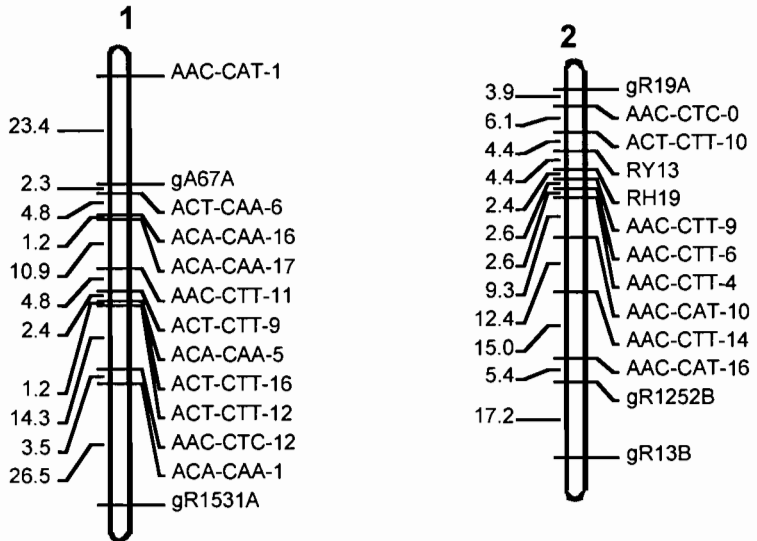 1
AAC-CAT-1
23.4
gA67A
2.3
ACT-CAA-6
4.8
ACA-CAA-16
1.2
ACA-CAA-17
10.9
AAC-CTT-11
4.8
ACT-CTT-9
2.4
ACA-CAA-5
ACT-CTT-16
1.2
ACT-CTT-12
14.3
AAC-CTC-12
3.5
ACA-CAA-1
26.5
gR1531A
2
gR19A
3.9
AAC-CTC-0
6.1
ACT-CTT-10
4.4
RY13
4.4
RH19
2.4
AAC-CTT-9
2.6
AAC-CTT-6
2.6
AAC-CTT-4
9.3
AAC-CAT-10
12.4
AAC-CTT-14
15.0
AAC-CAT-16
5.4
gR1252B
17.2
gR13B